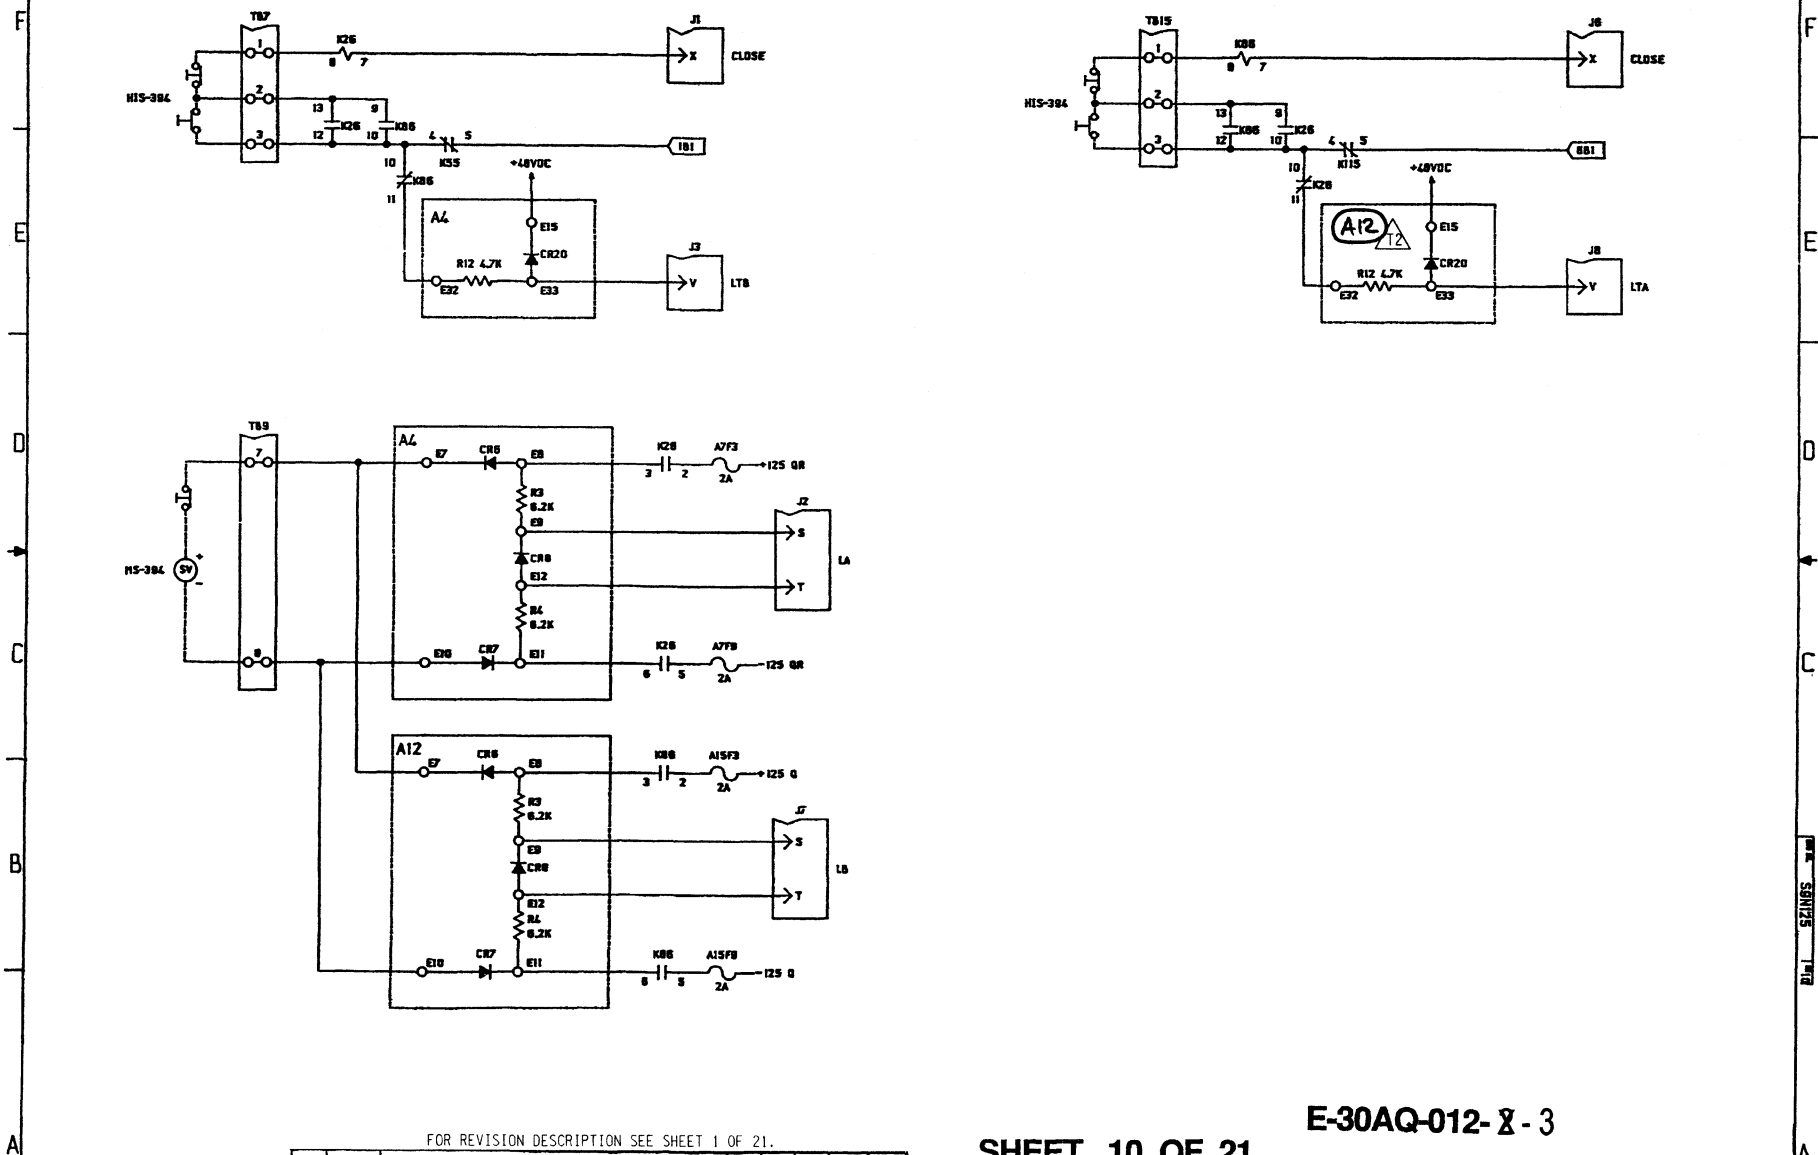 F
TB7
J1
TB15
J6
F
1
K26
8 7
X
CLOSE
1
K86
8 7
X
CLOSE
HIS-384
2
13
9
K26
K86
12
10
3
4 5
K55
1B1
HIS-384
2
13
9
K86
K26
12
10
3
4 5
K115
8B1
10
K86
11
+48VDC
10
K26
11
+48VDC
E
A4
E15
CR20
R12 4.7K
E32
E33
J3
V
LTB
A12
T2
E15
CR20
R12 4.7K
E32
E33
J8
V
LTA
E
D
TB9
7
A4
E7
CR6
E8
K26
3 2
A7F3
2A
+125 QR
D
R3
8.2K
E9
J2
S
MS-384
SV
+
-
CR8
LA
E12
T
R4
8.2K
C
8
E10
CR7
E11
K26
6 5
A7F8
2A
-125 QR
C
A12
E7
CR6
E8
K86
3 2
A15F3
2A
+125 Q
R3
8.2K
S
B
E9
CR8
LB
E12
T
R4
8.2K
E10
CR7
E11
K86
6 5
A15F8
2A
-125 Q
E-30AQ-012- - 3
A
FOR REVISION DESCRIPTION SEE SHEET 1 OF 21.
SHEET 10 OF 21
A